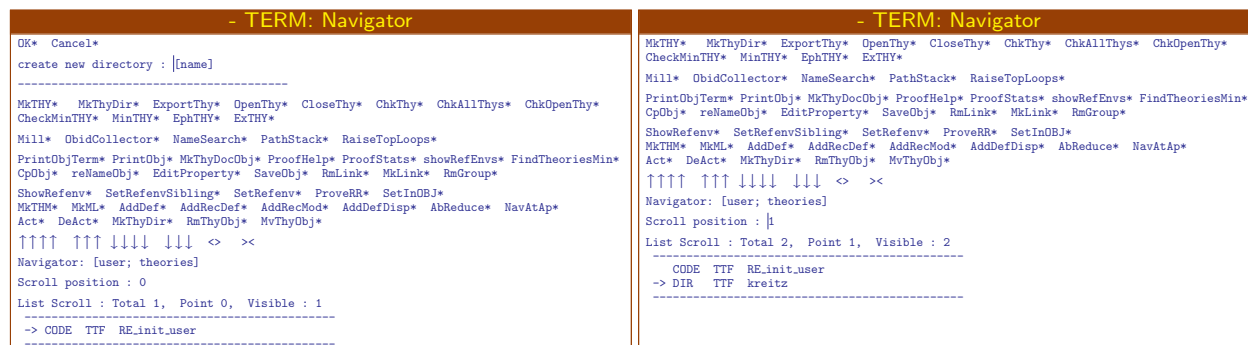 - TERM: Navigator
OK* Cancel*
create new directory : [name]
----------------------------------------
MkTHY* MkThyDir* ExportThy* OpenThy* CloseThy* ChkThy* ChkAllThys* ChkOpenThy*
CheckMinTHY* MinTHY* EphTHY* ExTHY*
Mill* ObidCollector* NameSearch* PathStack* RaiseTopLoops*
PrintObjTerm* PrintObj* MkThyDocObj* ProofHelp* ProofStats* showRefEnvs* FindTheoriesMin*
CpObj* reNameObj* EditProperty* SaveObj* RmLink* MkLink* RmGroup*
ShowRefenv* SetRefenvSibling* SetRefenv* ProveRR* SetInOBJ*
MkTHM* MkML* AddDef* AddRecDef* AddRecMod* AddDefDisp* AbReduce* NavAtAp*
Act* DeAct* MkThyDir* RmThyObj* MvThyObj*
↑↑↑↑ ↑↑↑ ↓↓↓↓ ↓↓↓ <> ><
Navigator: [user; theories]
Scroll position : 0
List Scroll : Total 1, Point 0, Visible : 1
----------------------------------------------
-> CODE TTF RE_init_user
----------------------------------------------
- TERM: Navigator
MkTHY* MkThyDir* ExportThy* OpenThy* CloseThy* ChkThy* ChkAllThys* ChkOpenThy*
CheckMinTHY* MinTHY* EphTHY* ExTHY*
Mill* ObidCollector* NameSearch* PathStack* RaiseTopLoops*
PrintObjTerm* PrintObj* MkThyDocObj* ProofHelp* ProofStats* showRefEnvs* FindTheoriesMin*
CpObj* reNameObj* EditProperty* SaveObj* RmLink* MkLink* RmGroup*
ShowRefenv* SetRefenvSibling* SetRefenv* ProveRR* SetInOBJ*
MkTHM* MkML* AddDef* AddRecDef* AddRecMod* AddDefDisp* AbReduce* NavAtAp*
Act* DeAct* MkThyDir* RmThyObj* MvThyObj*
↑↑↑↑ ↑↑↑ ↓↓↓↓ ↓↓↓ <> ><
Navigator: [user; theories]
Scroll position : 1
List Scroll : Total 2, Point 1, Visible : 2
----------------------------------------------
CODE TTF RE_init_user
-> DIR TTF kreitz
----------------------------------------------